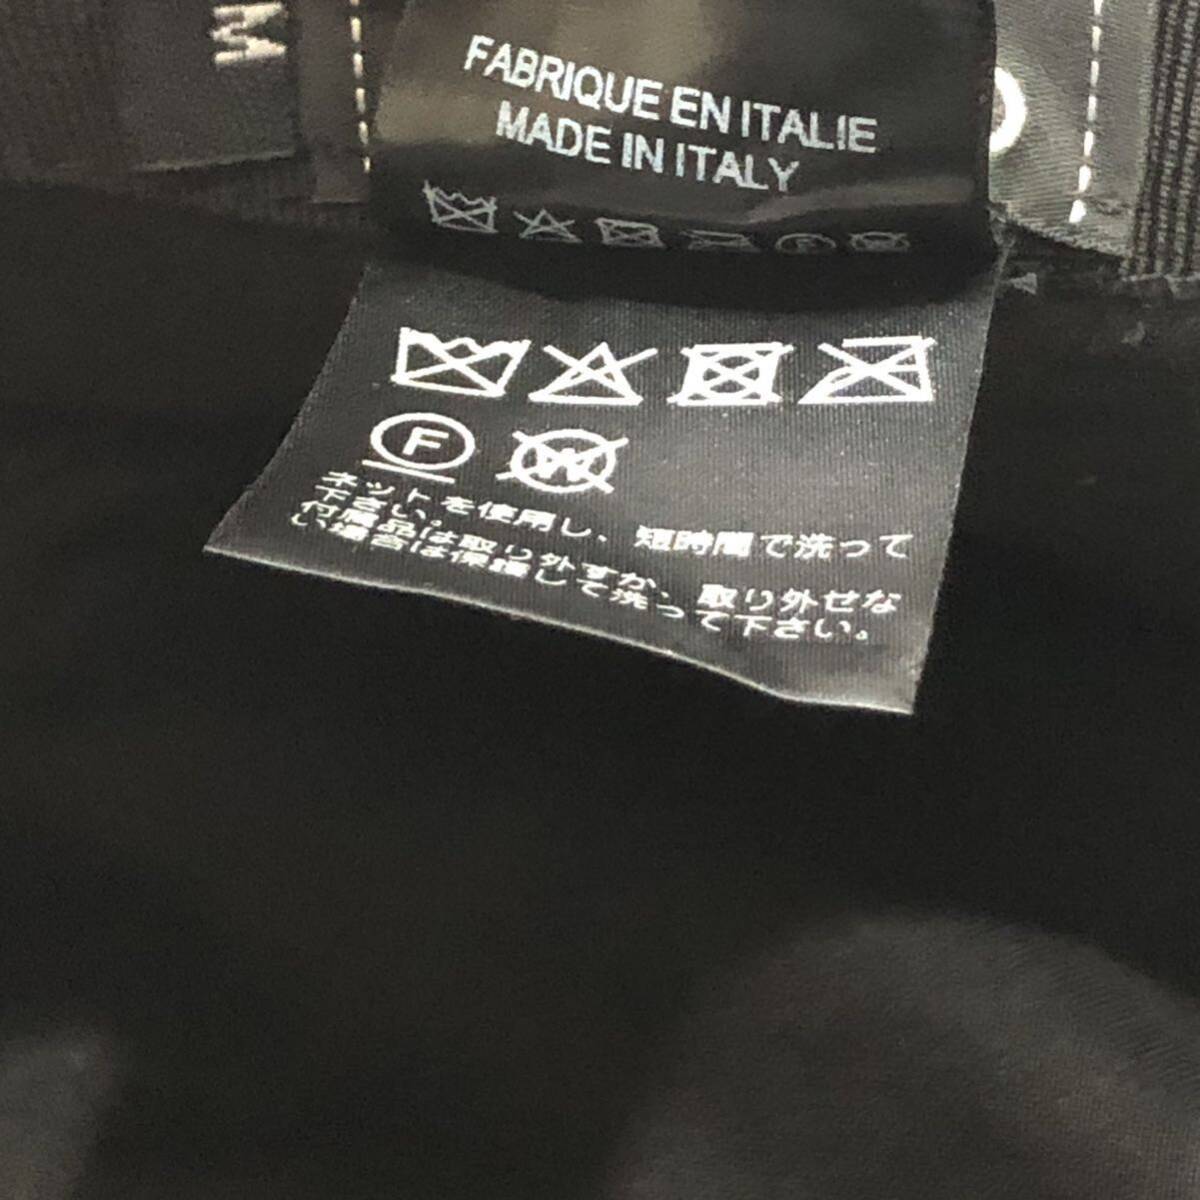 M
FABRIQUE EN ITALIE
MADE IN ITALY
F
W
ネットを使用し、短時間で洗って
下さい。
付属品は取り外すか、取り外せな
い場合は保護して洗って下さい。